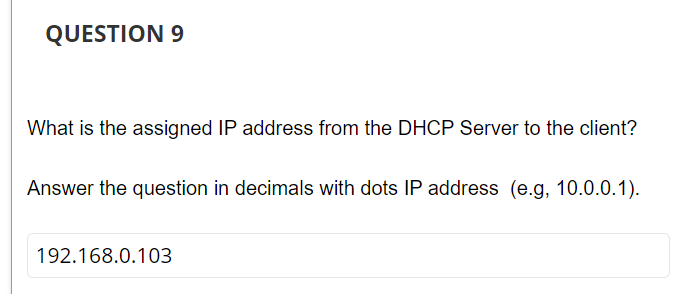 QUESTION 9
What is the assigned IP address from the DHCP Server to the client?
Answer the question in decimals with dots IP address (e.g, 10.0.0.1).
192.168.0.103